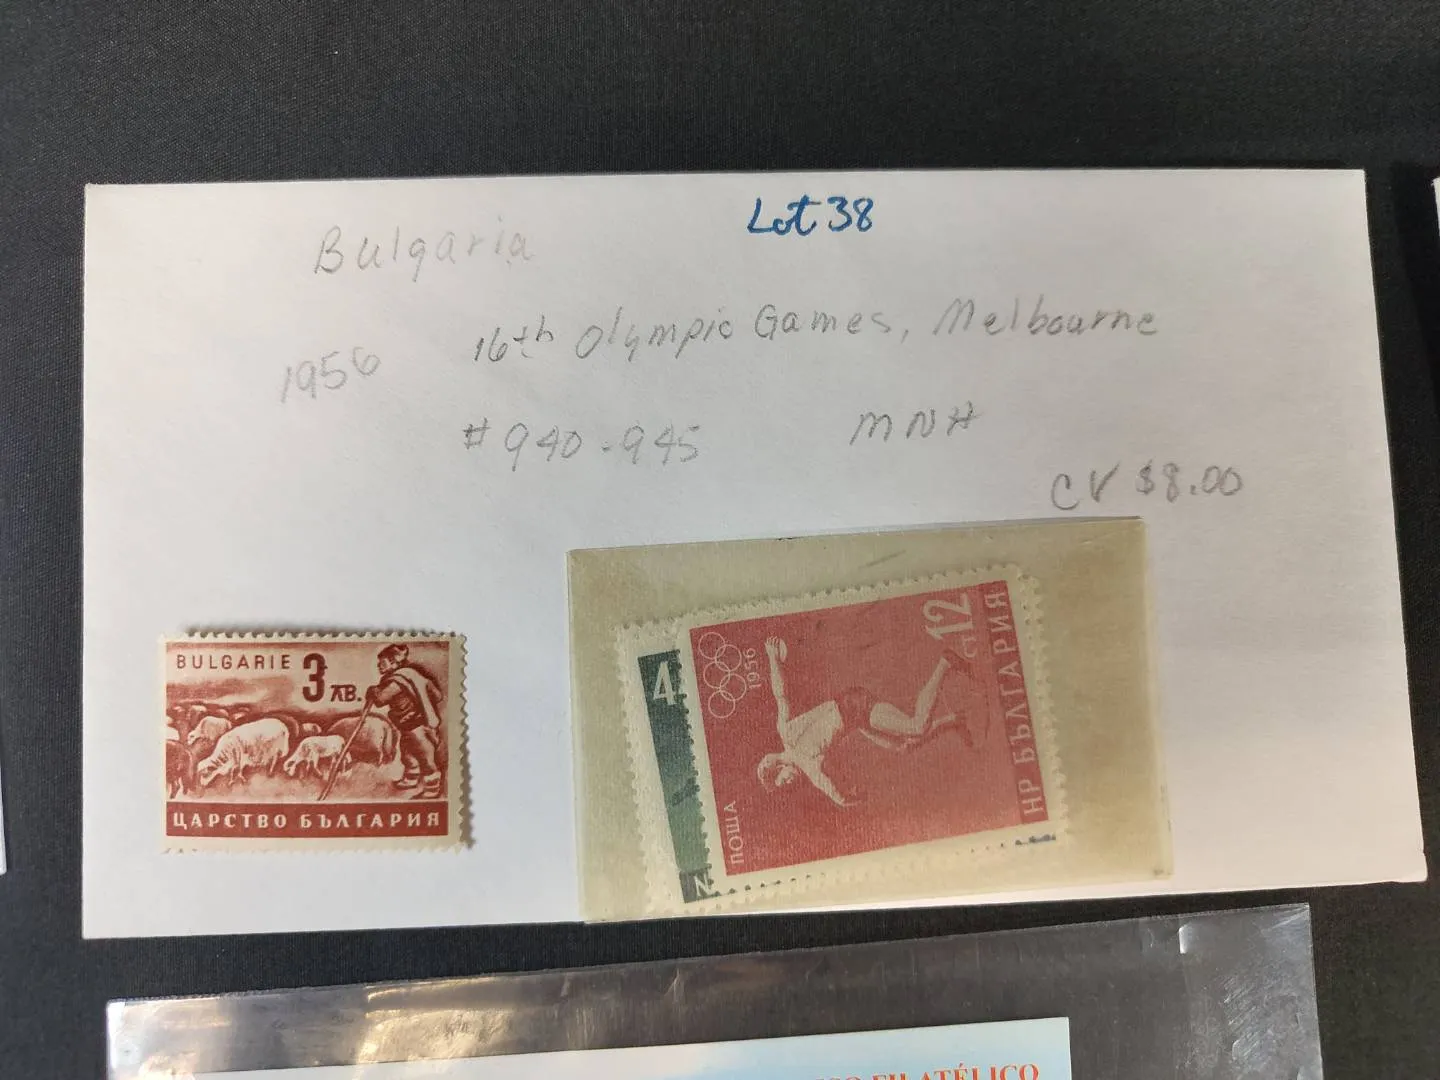 Lot 38
Bulgaria
16th Olympic Games, Melbourne
1956
#940-945 MNH
CV $8.00
BULGARIE 3 ЛВ.
ЦАРСТВО БЪЛГАРИЯ
4
1956
12 СТ
ПОЩА
НР БЪЛГАРИЯ
FILATÉLICO